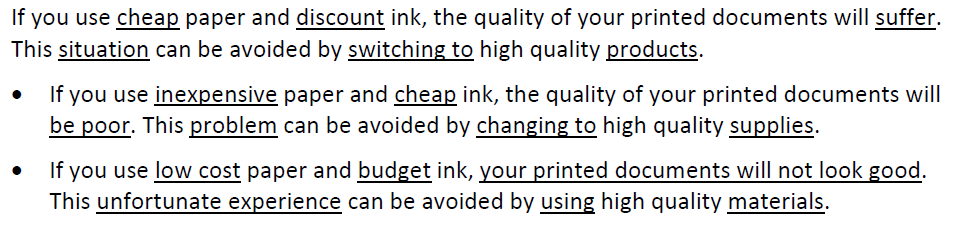 If you use cheap paper and discount ink, the quality of your printed documents will suffer.
This situation can be avoided by switching to high quality products.
• If you use inexpensive paper and cheap ink, the quality of your printed documents will
be poor. This problem can be avoided by changing to high quality supplies.
• If you use low cost paper and budget ink, your printed documents will not look good.
This unfortunate experience can be avoided by using high quality materials.